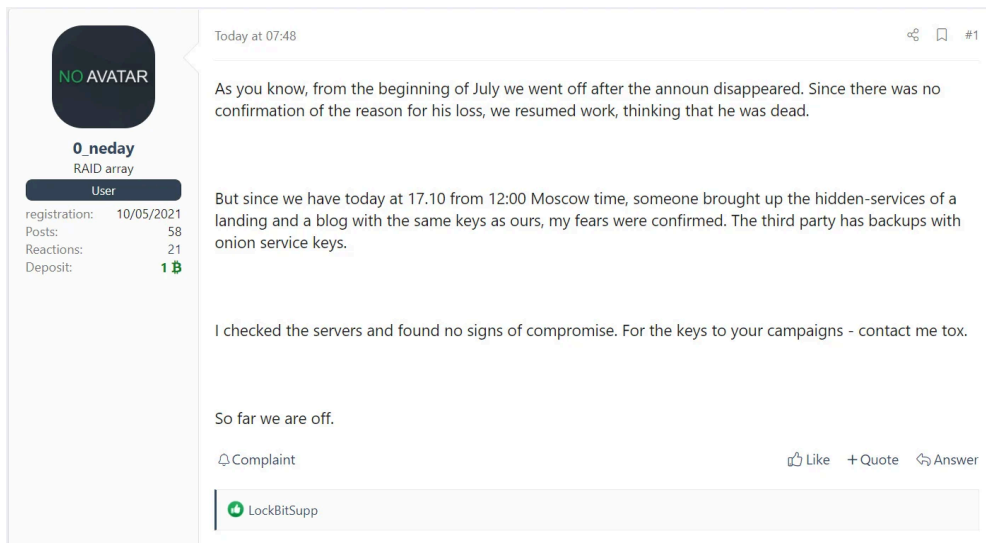 NO AVATAR
0_neday
RAID array
User
registration: 10/05/2021
Posts: 58
Reactions: 21
Deposit: 1 ₿
Today at 07:48
#1
As you know, from the beginning of July we went off after the announ disappeared. Since there was no
confirmation of the reason for his loss, we resumed work, thinking that he was dead.
But since we have today at 17.10 from 12:00 Moscow time, someone brought up the hidden-services of a
landing and a blog with the same keys as ours, my fears were confirmed. The third party has backups with
onion service keys.
I checked the servers and found no signs of compromise. For the keys to your campaigns - contact me tox.
So far we are off.
Complaint
Like + Quote Answer
LockBitSupp